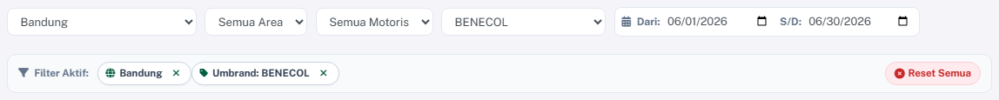 Bandung Semua Area Semua Motoris BENECOL Dari: 06/01/2026 S/D: 06/30/2026
Filter Aktif: Bandung × Umbrand: BENECOL × Reset Semua